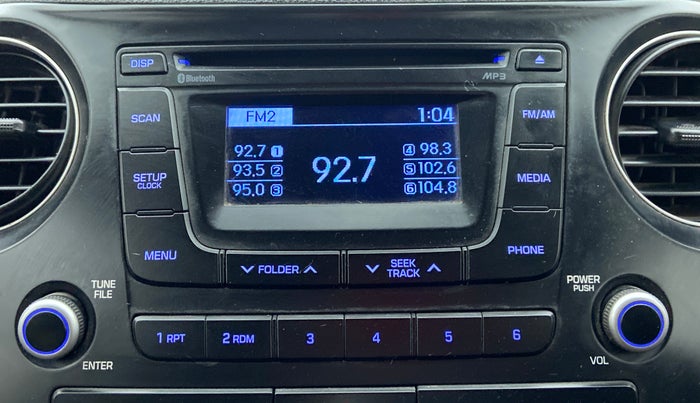 DISP
Bluetooth
MP3
SCAN
FM2 1:04
FM/AM
92.7 1
93.5 2
95.0 3
92.7
4 98.3
5 102.6
6 104.8
SETUP
CLOCK
MEDIA
MENU
FOLDER
SEEK
TRACK
PHONE
TUNE
FILE
POWER
PUSH
1 RPT
2 RDM
3
4
5
6
ENTER
VOL